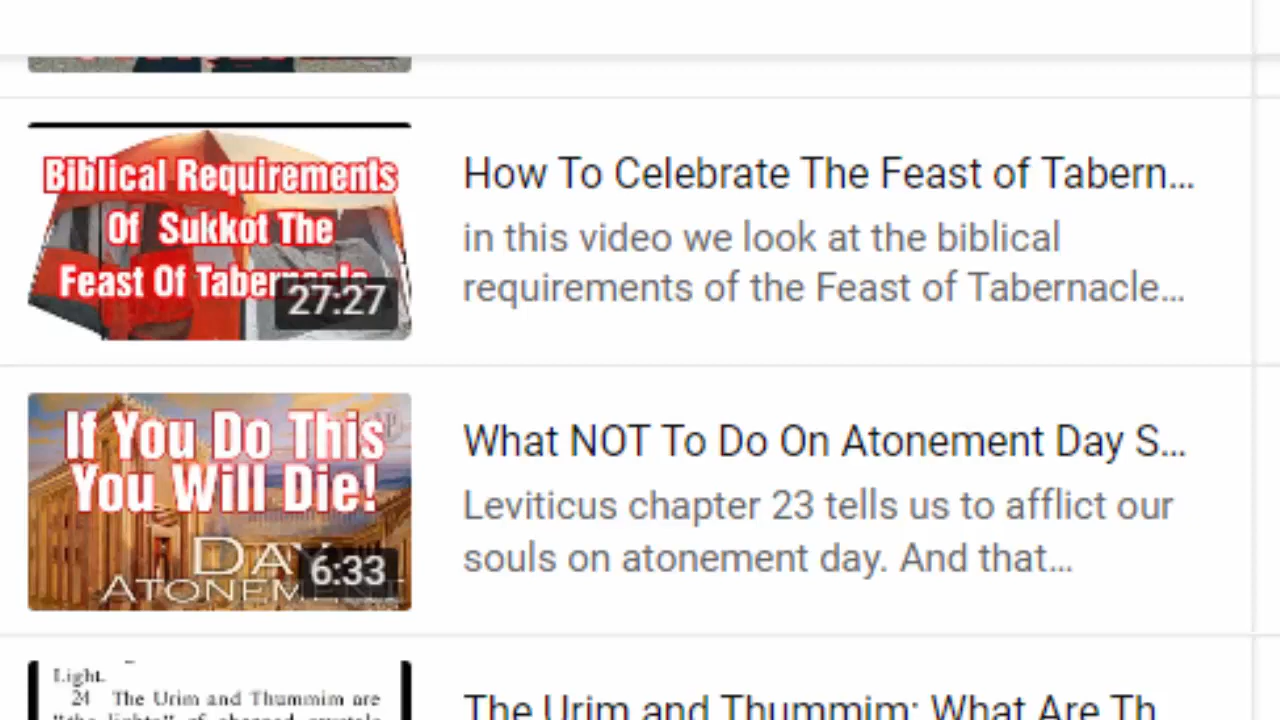 Biblical Requirements
Of Sukkot The
Feast Of Tabernacle
27:27
How To Celebrate The Feast of Tabern...
in this video we look at the biblical
requirements of the Feast of Tabernacle...
If You Do This
You Will Die!
DAY
ATONEMENT
6:33
What NOT To Do On Atonement Day S...
Leviticus chapter 23 tells us to afflict our
souls on atonement day. And that...
Light.
24 The Urim and Thummim are
The Urim and Thummim: What Are Th